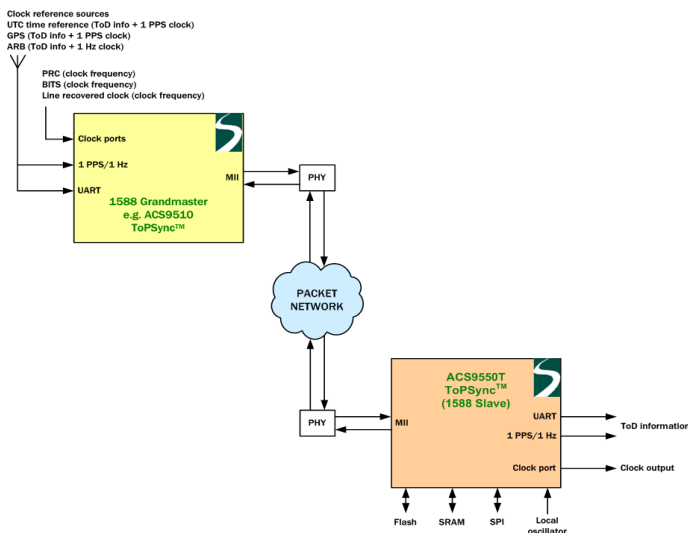 Clock reference sources
UTC time reference (ToD info + 1 PPS clock)
GPS (ToD info + 1 PPS clock)
ARB (ToD info + 1 Hz clock)
PRC (clock frequency)
BITS (clock frequency)
Line recovered clock (clock frequency)
Clock ports
1 PPS/1 Hz
MII
UART
1588 Grandmaster
e.g. ACS9510
ToPSync™
PHY
PACKET
NETWORK
PHY
ACS9550T
ToPSync™
(1588 Slave)
MII
UART
1 PPS/1 Hz
Clock port
ToD information
Clock output
Flash
SRAM
SPI
Local
oscillator